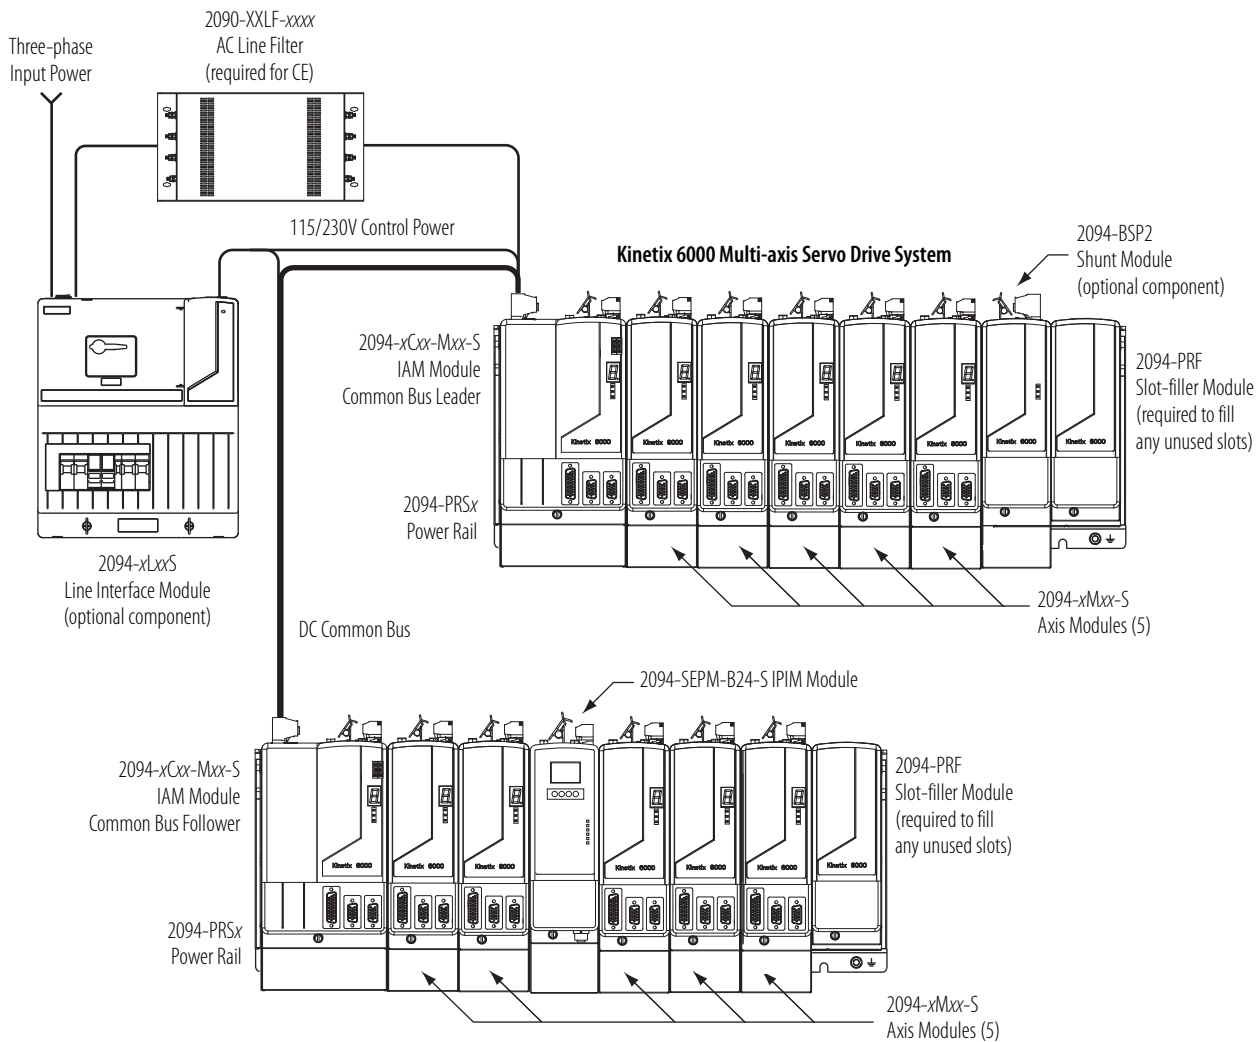 2090-XXLF-xxxx
AC Line Filter
(required for CE)
Three-phase
Input Power
115/230V Control Power
Kinetix 6000 Multi-axis Servo Drive System
2094-BSP2
Shunt Module
(optional component)
2094-xCxx-Mxx-S
IAM Module
Common Bus Leader
2094-PRF
Slot-filler Module
(required to fill
any unused slots)
Kinetix 6000
Kinetix 6000
Kinetix 6000
Kinetix 6000
Kinetix 6000
Kinetix 6000
Kinetix 6000
Kinetix 6000
2094-PRSx
Power Rail
2094-xLxxS
Line Interface Module
(optional component)
2094-xMxx-S
Axis Modules (5)
DC Common Bus
2094-SEPM-B24-S IPIM Module
2094-xCxx-Mxx-S
IAM Module
Common Bus Follower
2094-PRF
Slot-filler Module
(required to fill
any unused slots)
Kinetix 6000
Kinetix 6000
Kinetix 6000
Kinetix 6000
Kinetix 6000
Kinetix 6000
Kinetix 6000
2094-PRSx
Power Rail
2094-xMxx-S
Axis Modules (5)